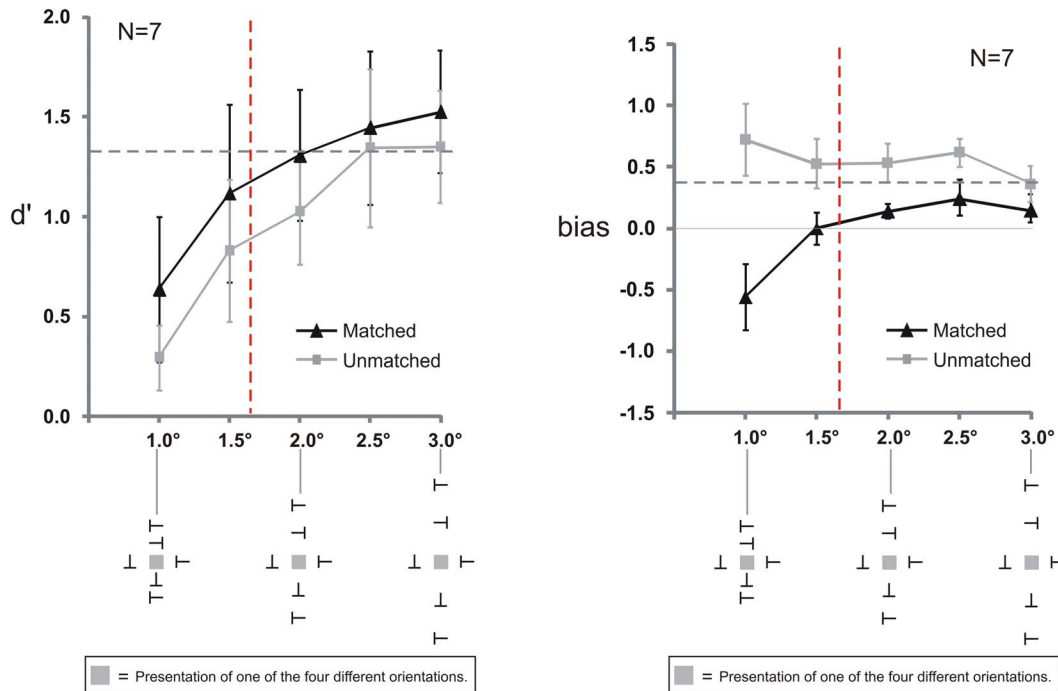 2.0
N=7
1.5
1.0
d'
0.5
Matched
Unmatched
0.0
1.0° 1.5° 2.0° 2.5° 3.0°
= Presentation of one of the four different orientations.
1.5
N=7
1.0
0.5
bias
0.0
-0.5
Matched
-1.0
Unmatched
-1.5
1.0° 1.5° 2.0° 2.5° 3.0°
= Presentation of one of the four different orientations.